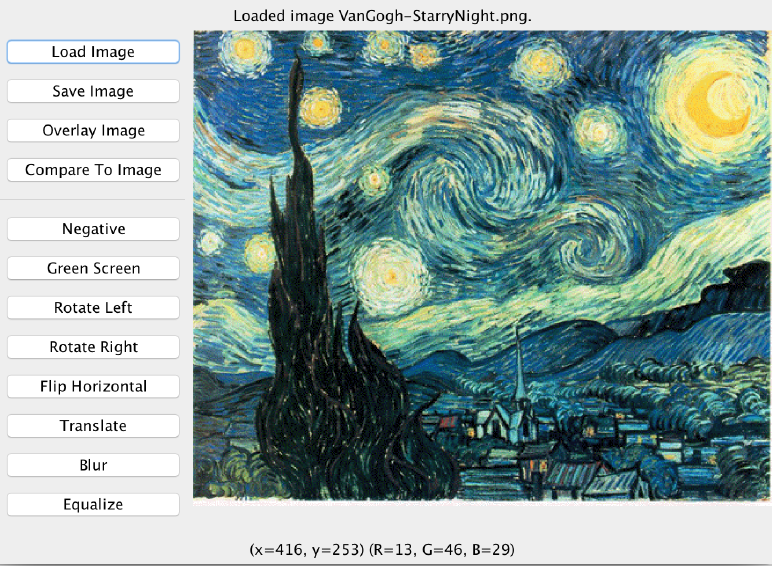 Loaded image VanGogh-StarryNight.png.
Load Image
Save Image
Overlay Image
Compare To Image
Negative
Green Screen
Rotate Left
Rotate Right
Flip Horizontal
Translate
Blur
Equalize
(x=416, y=253) (R=13, G=46, B=29)